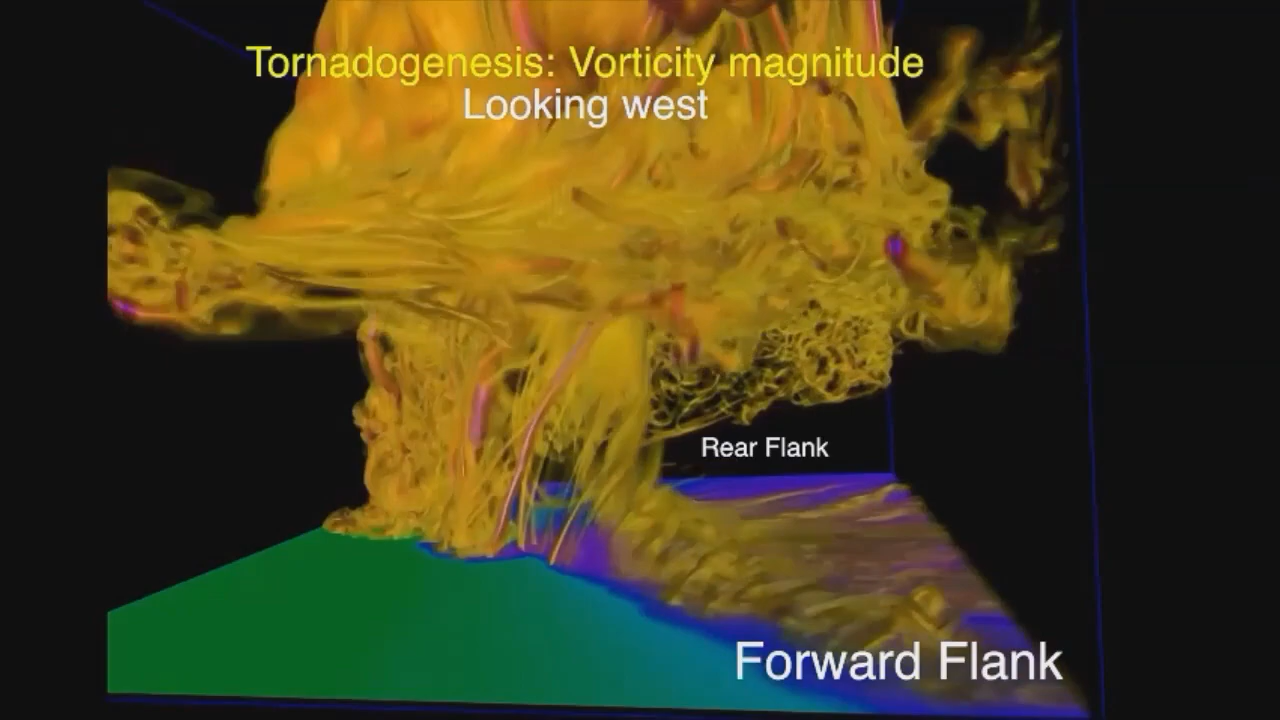 Tornadogenesis: Vorticity magnitude
Looking west
Rear Flank
Forward Flank